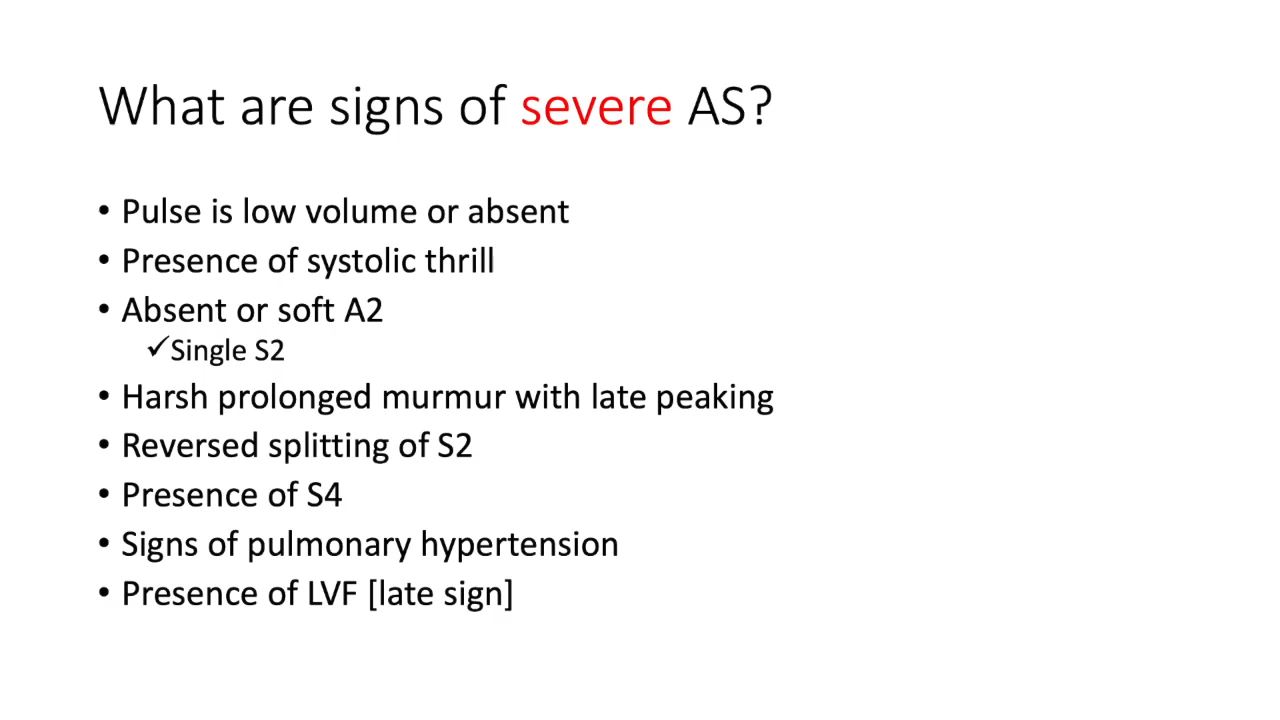 What are signs of severe AS?
• Pulse is low volume or absent
• Presence of systolic thrill
• Absent or soft A2
✓Single S2
• Harsh prolonged murmur with late peaking
• Reversed splitting of S2
• Presence of S4
• Signs of pulmonary hypertension
• Presence of LVF [late sign]